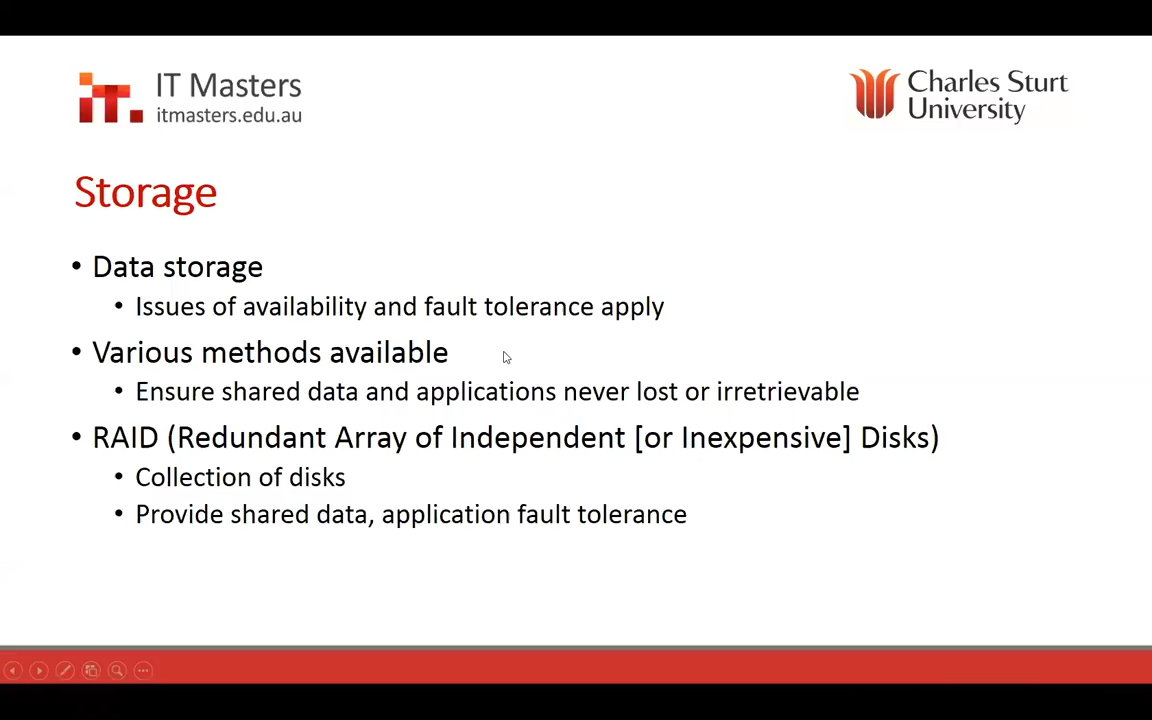 IT Masters
itmasters.edu.au
Charles Sturt
University
Storage
• Data storage
• Issues of availability and fault tolerance apply
• Various methods available
• Ensure shared data and applications never lost or irretrievable
• RAID (Redundant Array of Independent [or Inexpensive] Disks)
• Collection of disks
• Provide shared data, application fault tolerance